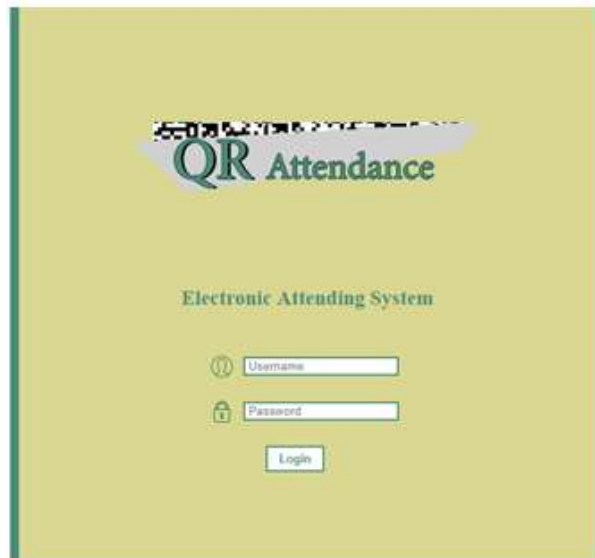 QR Attendance
Electronic Attending System
Username
Password
Login